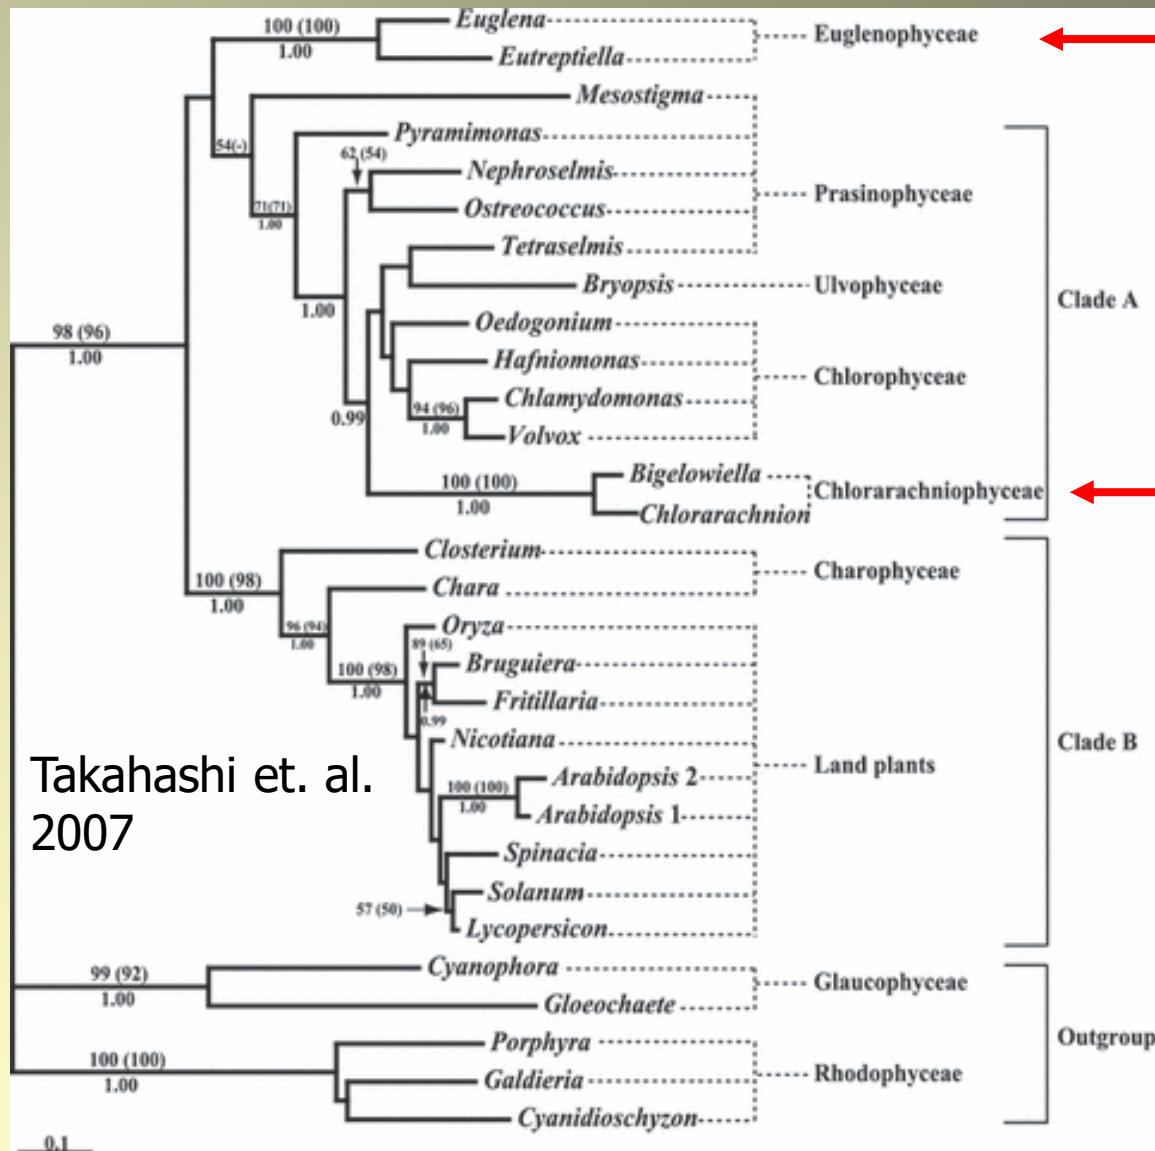 100 (100)
1.00
Euglena
Eutreptiella
Euglenophyceae
Mesostigma
54(-)
Pyramimonas
71(71)
1.00
62 (54)
Nephroselmis
Ostreococcus
Prasinophyceae
Tetraselmis
1.00
Bryopsis
Ulvophyceae
Clade A
98 (96)
1.00
Oedogonium
Hafniomonas
Chlorophyceae
Chlamydomonas
94 (96)
1.00
0.99
Volvox
Bigelowiella
100 (100)
1.00
Chlorarachniophyceae
Chlorarachnion
Closterium
Charophyceae
100 (98)
1.00
Chara
96 (94)
1.00
Oryza
89 (65)
Bruguiera
100 (98)
1.00
Fritillaria
0.99
Nicotiana
Clade B
Land plants
Takahashi et. al.
2007
Arabidopsis 2
100 (100)
1.00
Arabidopsis 1
Spinacia
Solanum
57 (50)
Lycopersicon
Cyanophora
99 (92)
1.00
Glaucophyceae
Gloeochaete
Outgroup
Porphyra
100 (100)
1.00
Galdieria
Rhodophyceae
Cyanidioschyzon
0.1